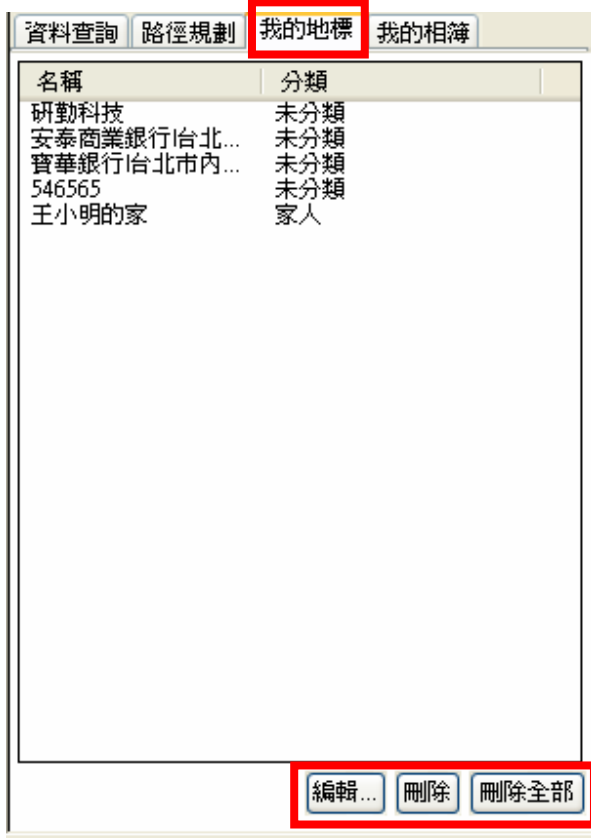 資料查詢 路徑規劃 我的地標 我的相簿
名稱 分類
研勤科技 未分類
安泰商業銀行|台北... 未分類
寶華銀行|台北市內... 未分類
546565 未分類
王小明的家 家人
編輯... 刪除 刪除全部